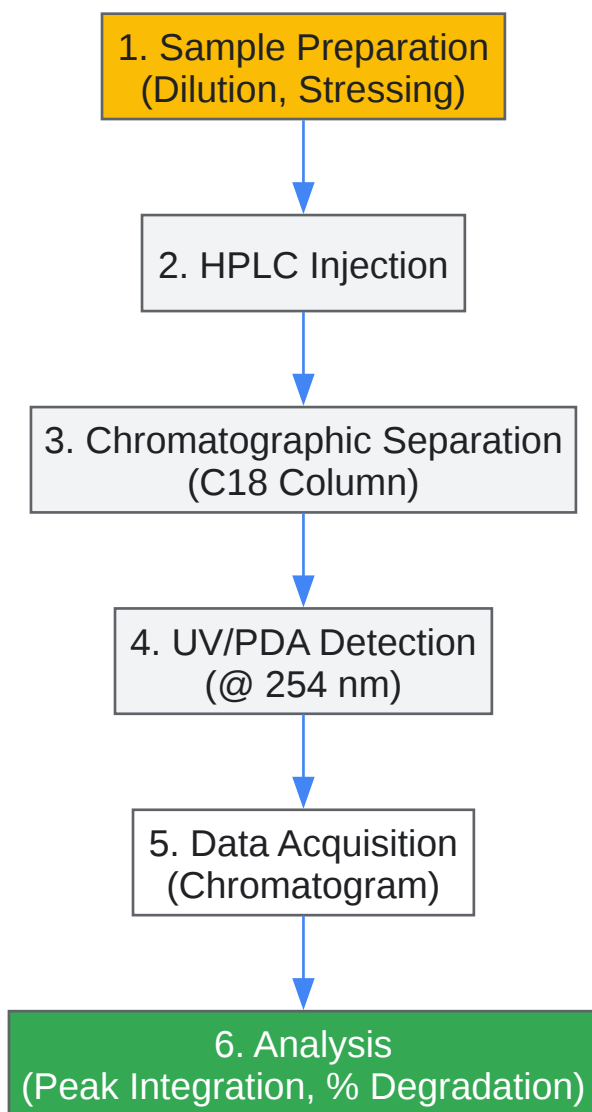 1. Sample Preparation
(Dilution, Stressing)
2. HPLC Injection
3. Chromatographic Separation
(C18 Column)
4. UV/PDA Detection
(@ 254 nm)
5. Data Acquisition
(Chromatogram)
6. Analysis
(Peak Integration, % Degradation)